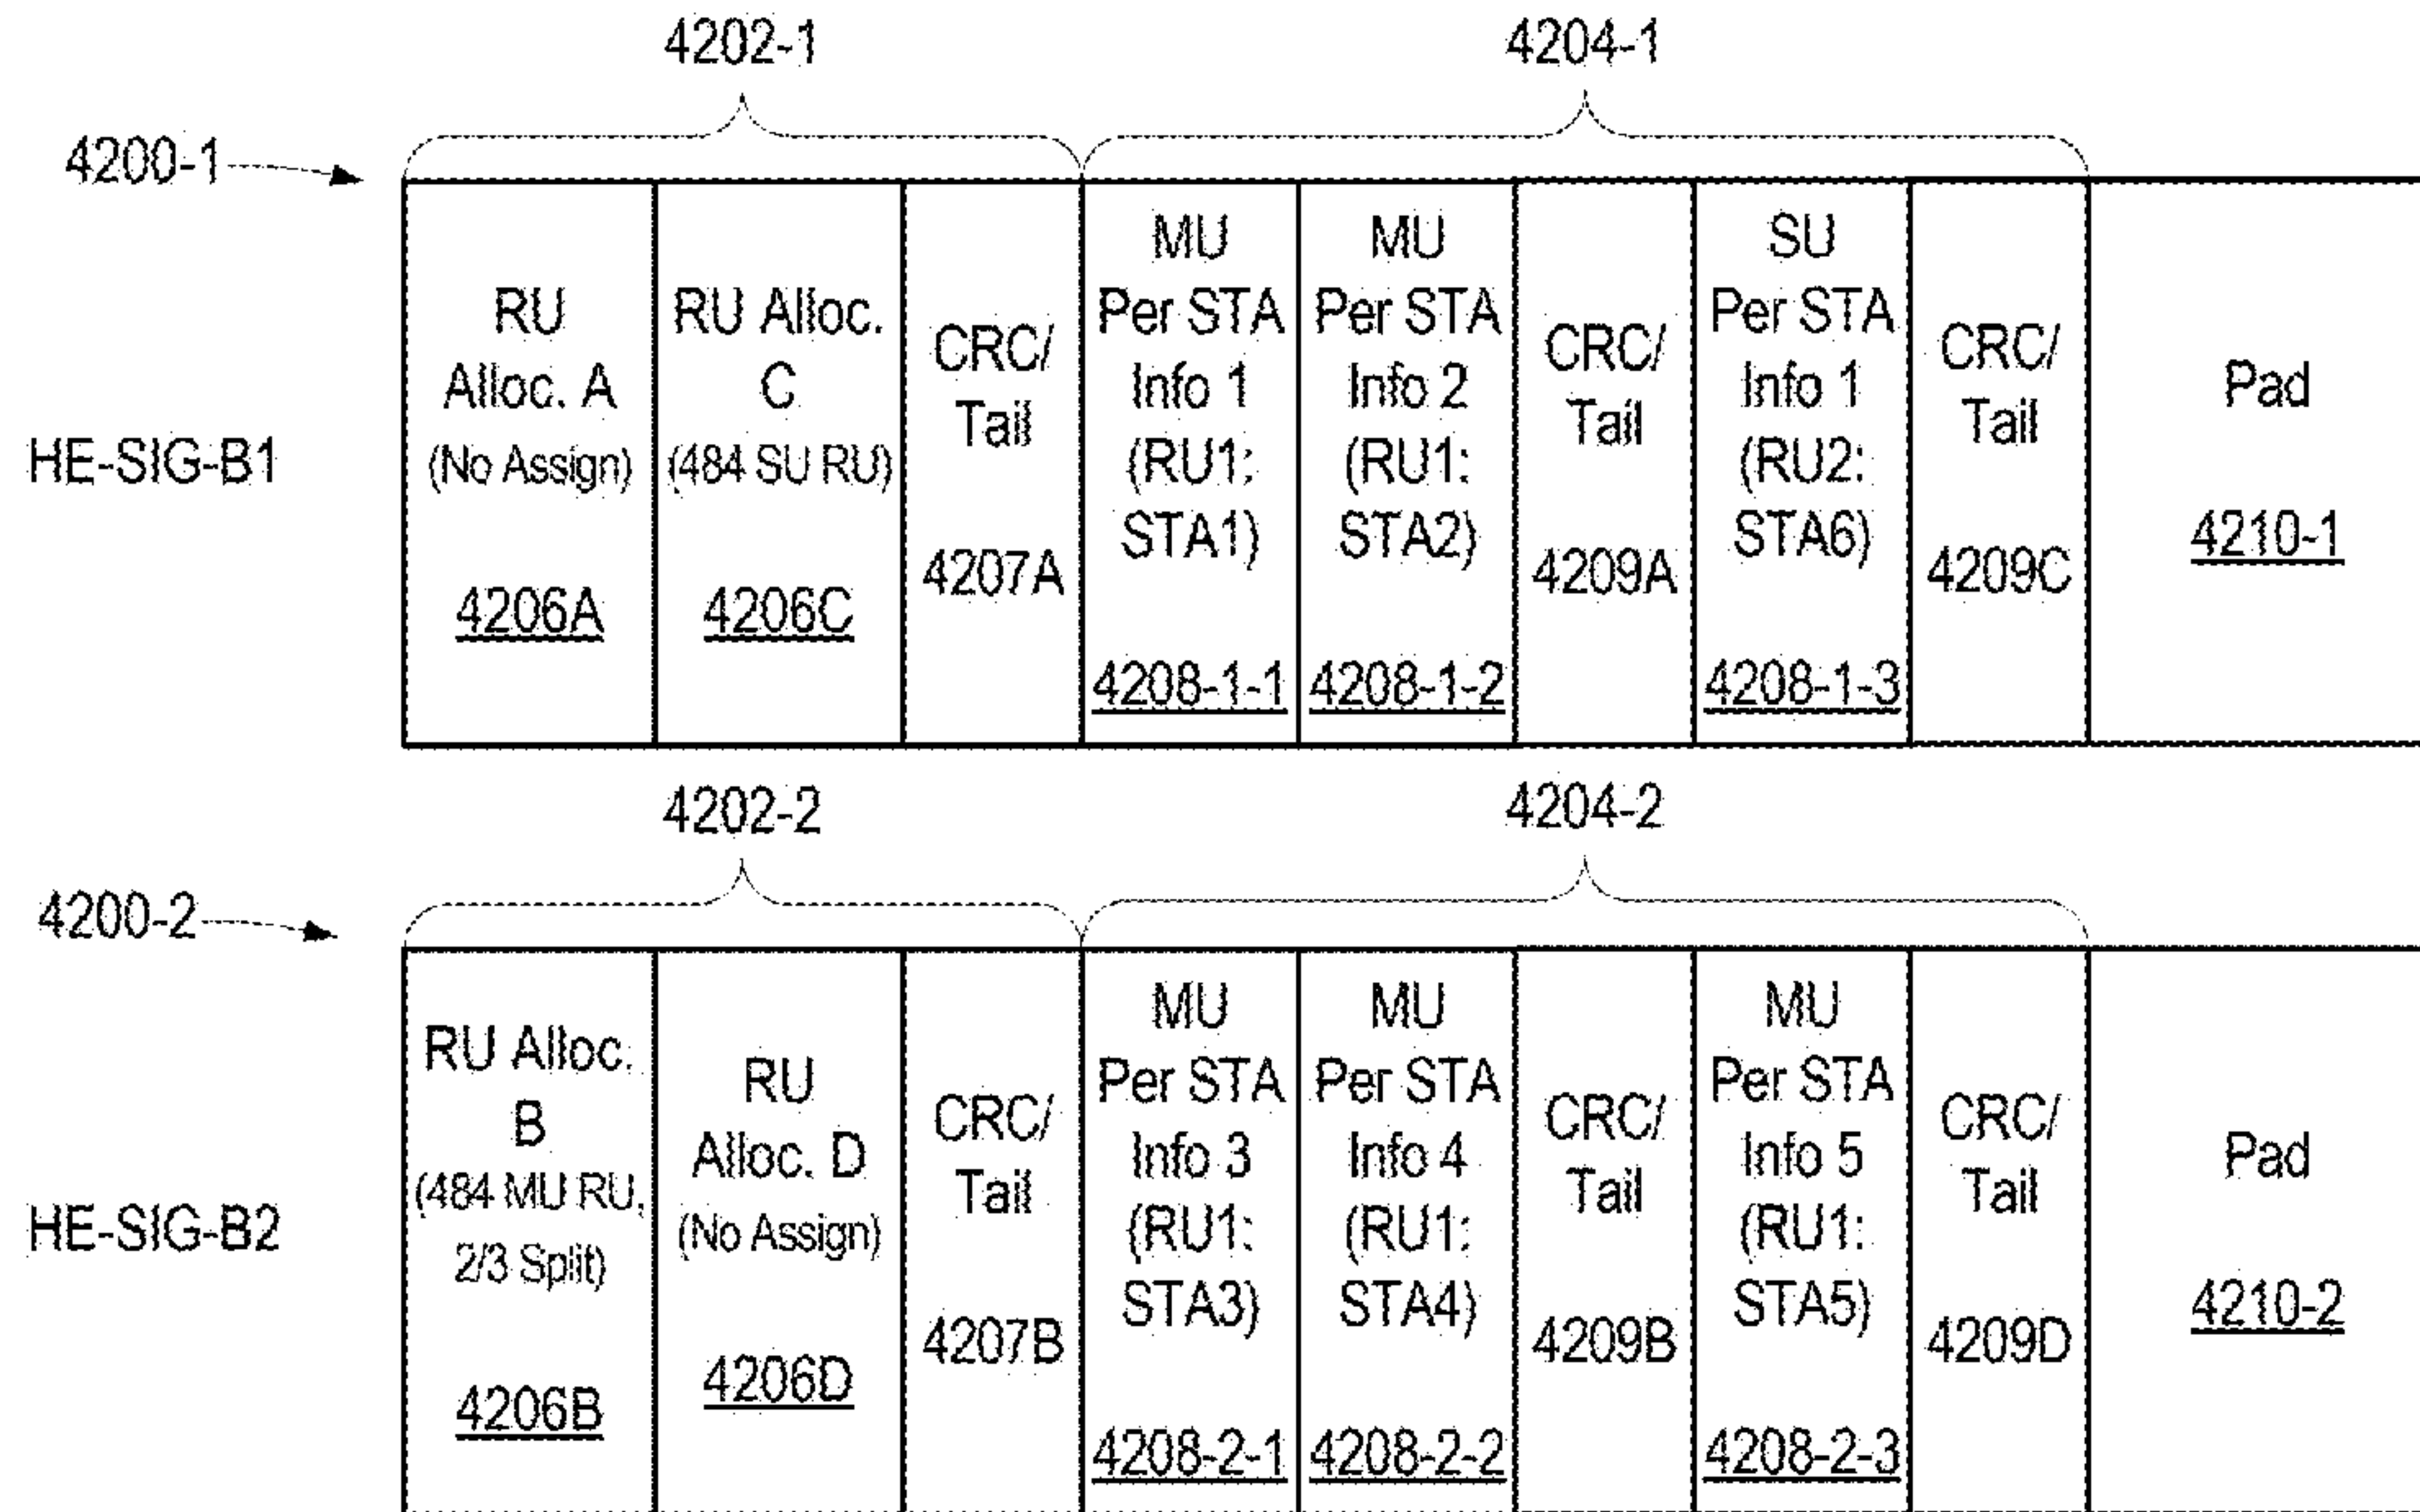 4202-1
4204-1
4200-1
HE-SIG-B1
RU
Alloc. A
(No Assign)
4206A
RU Alloc.
C
(484 SU RU)
4206C
CRC/
Tail
4207A
MU
Per STA
Info 1
(RU1:
STA1)
4208-1-1
MU
Per STA
Info 2
(RU1:
STA2)
4208-1-2
CRC/
Tail
4209A
SU
Per STA
Info 1
(RU2:
STA6)
4208-1-3
CRC/
Tail
4209C
Pad
4210-1
4202-2
4204-2
4200-2
HE-SIG-B2
RU Alloc.
B
(484 MU RU,
2/3 Split)
4206B
RU
Alloc. D
(No Assign)
4206D
CRC/
Tail
4207B
MU
Per STA
Info 3
(RU1:
STA3)
4208-2-1
MU
Per STA
Info 4
(RU1:
STA4)
4208-2-2
CRC/
Tail
4209B
MU
Per STA
Info 5
(RU1:
STA5)
4208-2-3
CRC/
Tail
4209D
Pad
4210-2